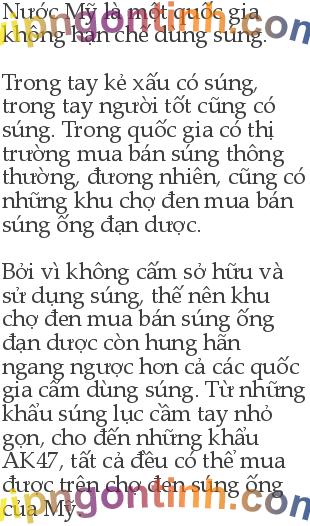 Nước Mỹ là một quốc gia
không hạn chế dùng súng.
Trong tay kẻ xấu có súng,
trong tay người tốt cũng có
súng. Trong quốc gia có thị
trường mua bán súng thông
thường, đương nhiên, cũng có
những khu chợ đen mua bán
súng ống đạn dược.
Bởi vì không cấm sở hữu và
sử dụng súng, thế nên khu
chợ đen mua bán súng ống
đạn dược còn hung hãn
ngang ngược hơn cả các quốc
gia cấm dùng súng. Từ những
khẩu súng lục cầm tay nhỏ
gọn, cho đến những khẩu
AK47, tất cả đều có thể mua
được trên chợ đen súng ống
của Mỹ.
vipngontinh.com
vipngontinh.com